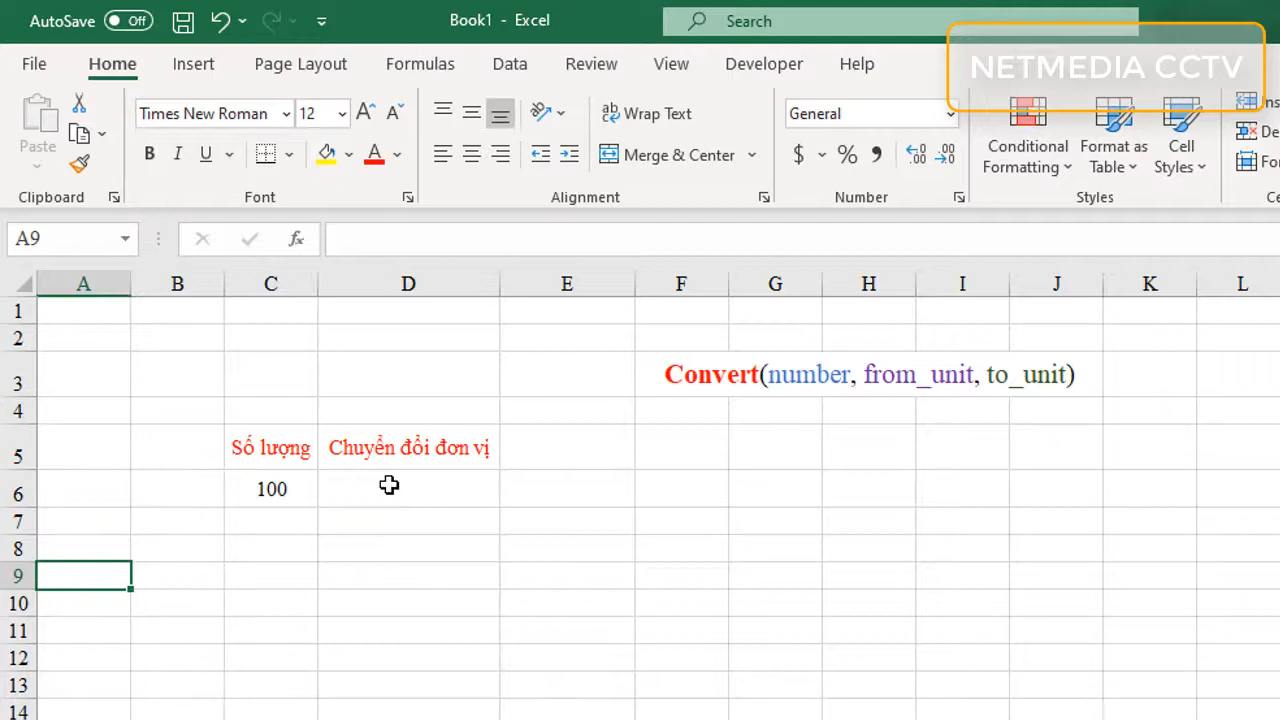 AutoSave Off Book1 - Excel Search
NETMEDIA CCTV
File Home Insert Page Layout Formulas Data Review View Developer Help
Times New Roman 12 Wrap Text General
Paste B I U Merge & Center $ % Conditional Formatting Format as Table Cell Styles
Clipboard Font Alignment Number Styles
A9 fx
A B C D E F G H I J K L
1
2
3 Convert(number, from_unit, to_unit)
4
5 Số lượng Chuyển đổi đơn vị
6 100
7
8
9
10
11
12
13
14